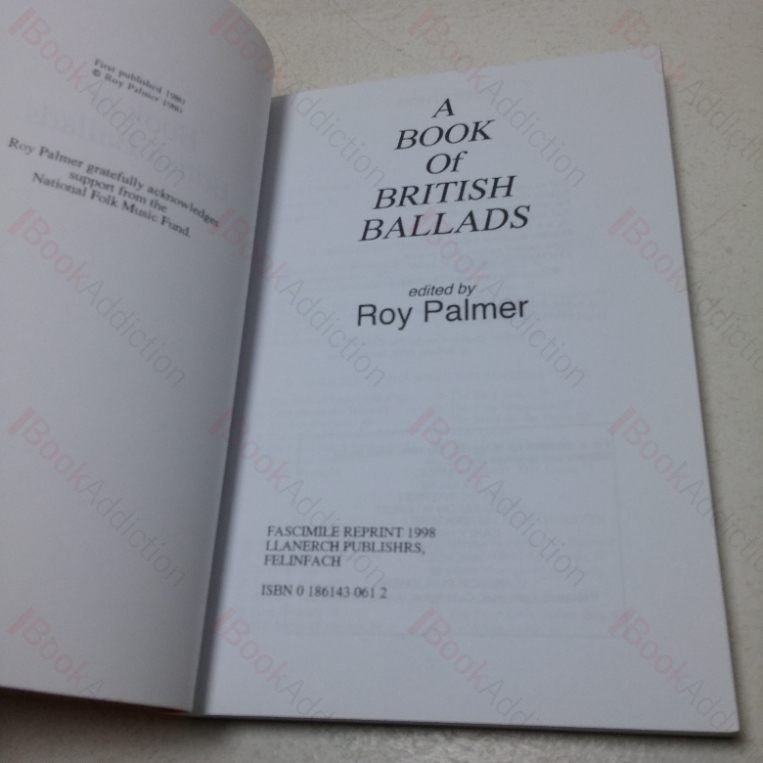 First published 1980
© Roy Palmer 1980
Roy Palmer gratefully acknowledges
support from the
National Folk Music Fund.
A
BOOK
Of
BRITISH
BALLADS
edited by
Roy Palmer
FASCIMILE REPRINT 1998
LLANERCH PUBLISHRS,
FELINFACH
ISBN 0 186143 061 2
BookAddiction